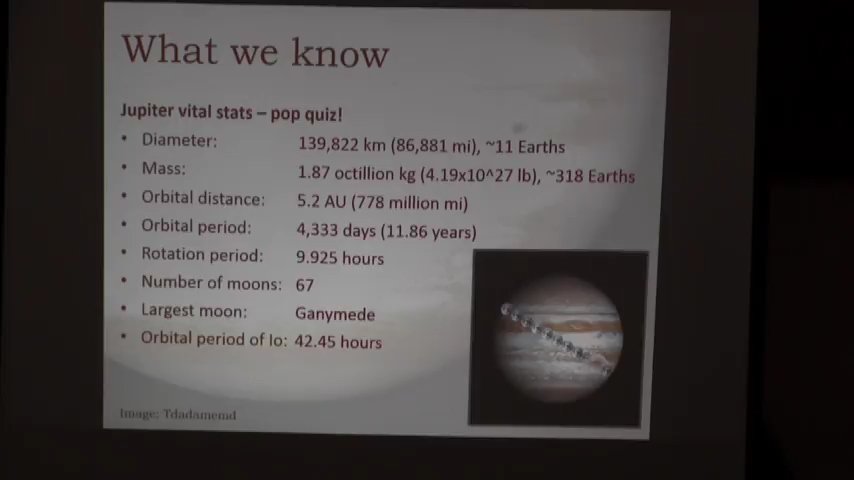 What we know
Jupiter vital stats – pop quiz!
• Diameter: 139,822 km (86,881 mi), ~11 Earths
• Mass: 1.87 octillion kg (4.19x10^27 lb), ~318 Earths
• Orbital distance: 5.2 AU (778 million mi)
• Orbital period: 4,333 days (11.86 years)
• Rotation period: 9.925 hours
• Number of moons: 67
• Largest moon: Ganymede
• Orbital period of Io: 42.45 hours
Image: Tdadamemd